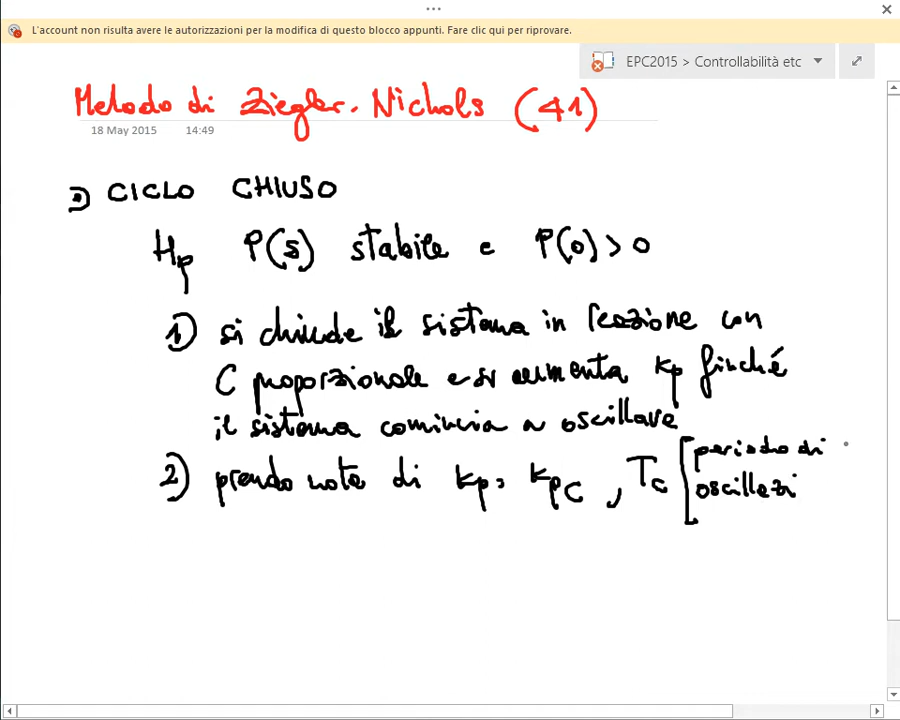 L'account non risulta avere le autorizzazioni per la modifica di questo blocco appunti. Fare clic qui per riprovare.
EPC2015 > Controllabilità etc
Metodo di Ziegler-Nichols (41)
18 May 2015 14:49
a) CICLO CHIUSO
Hp P(s) stabile e P(0)>0
1) si chiude il sistema in reazione con
C proporzionale e si aumenta kp finché
il sistema comincia a oscillare
2) prendo nota di kp = kpc, Tc [periodo di
oscillazi